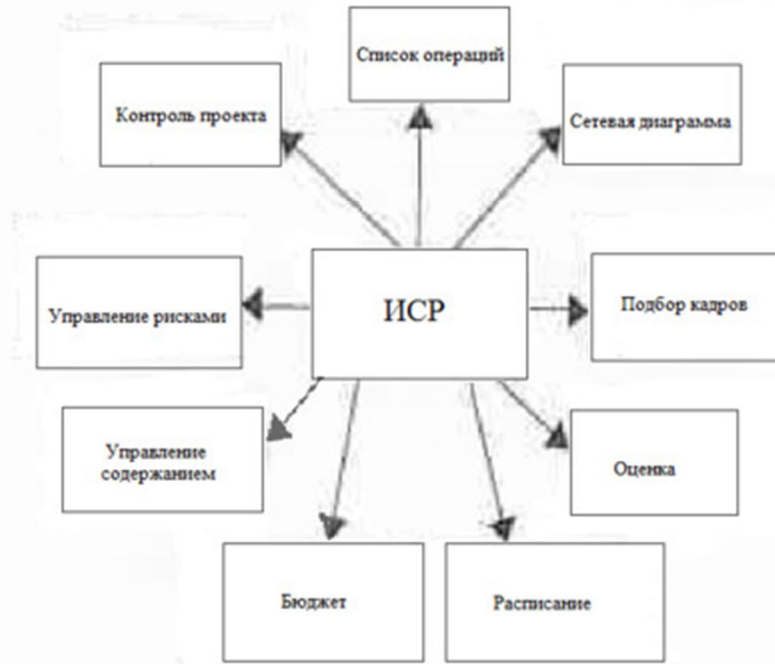 Список операций
Контроль проекта
Сетевая диаграмма
ИСР
Управление рисками
Подбор кадров
Управление
содержанием
Оценка
Бюджет
Расписание